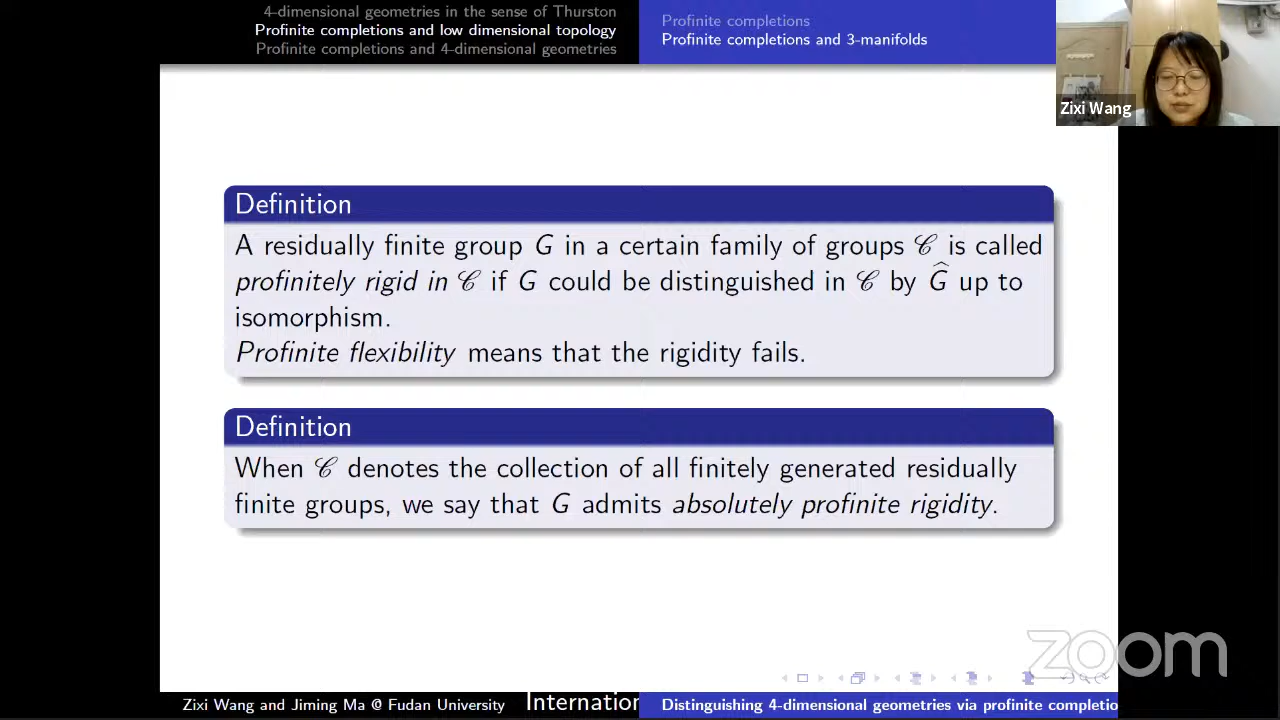 4-dimensional geometries in the sense of Thurston
Profinite completions and low dimensional topology
Profinite completions and 4-dimensional geometries
Profinite completions
Profinite completions and 3-manifolds
Zixi Wang
Definition
A residually finite group G in a certain family of groups 𝒞 is called
profinitely rigid in 𝒞 if G could be distinguished in 𝒞 by Ĝ up to
isomorphism.
Profinite flexibility means that the rigidity fails.
Definition
When 𝒞 denotes the collection of all finitely generated residually
finite groups, we say that G admits absolutely profinite rigidity.
zoom
Zixi Wang and Jiming Ma @ Fudan University
Internation
Distinguishing 4-dimensional geometries via profinite completio